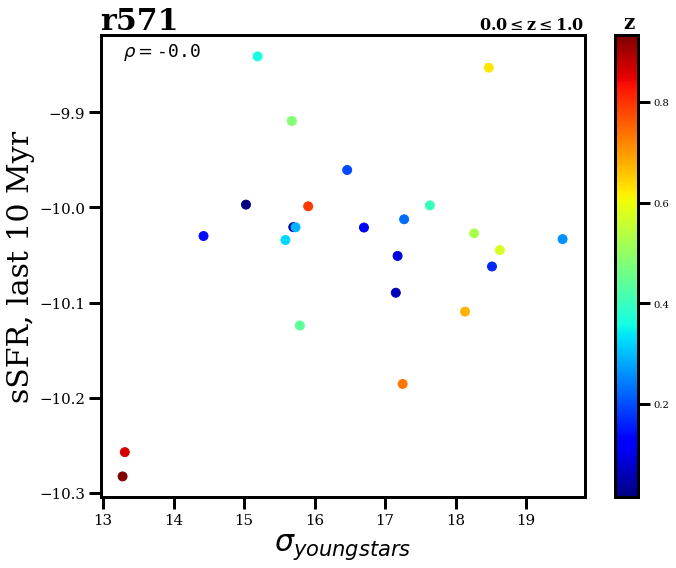 r571
0.0 ≤ z ≤ 1.0
z
ρ = -0.0
sSFR, last 10 Myr
−9.9
−10.0
−10.1
−10.2
−10.3
13 14 15 16 17 18 19
σyoungstars
0.8
0.6
0.4
0.2